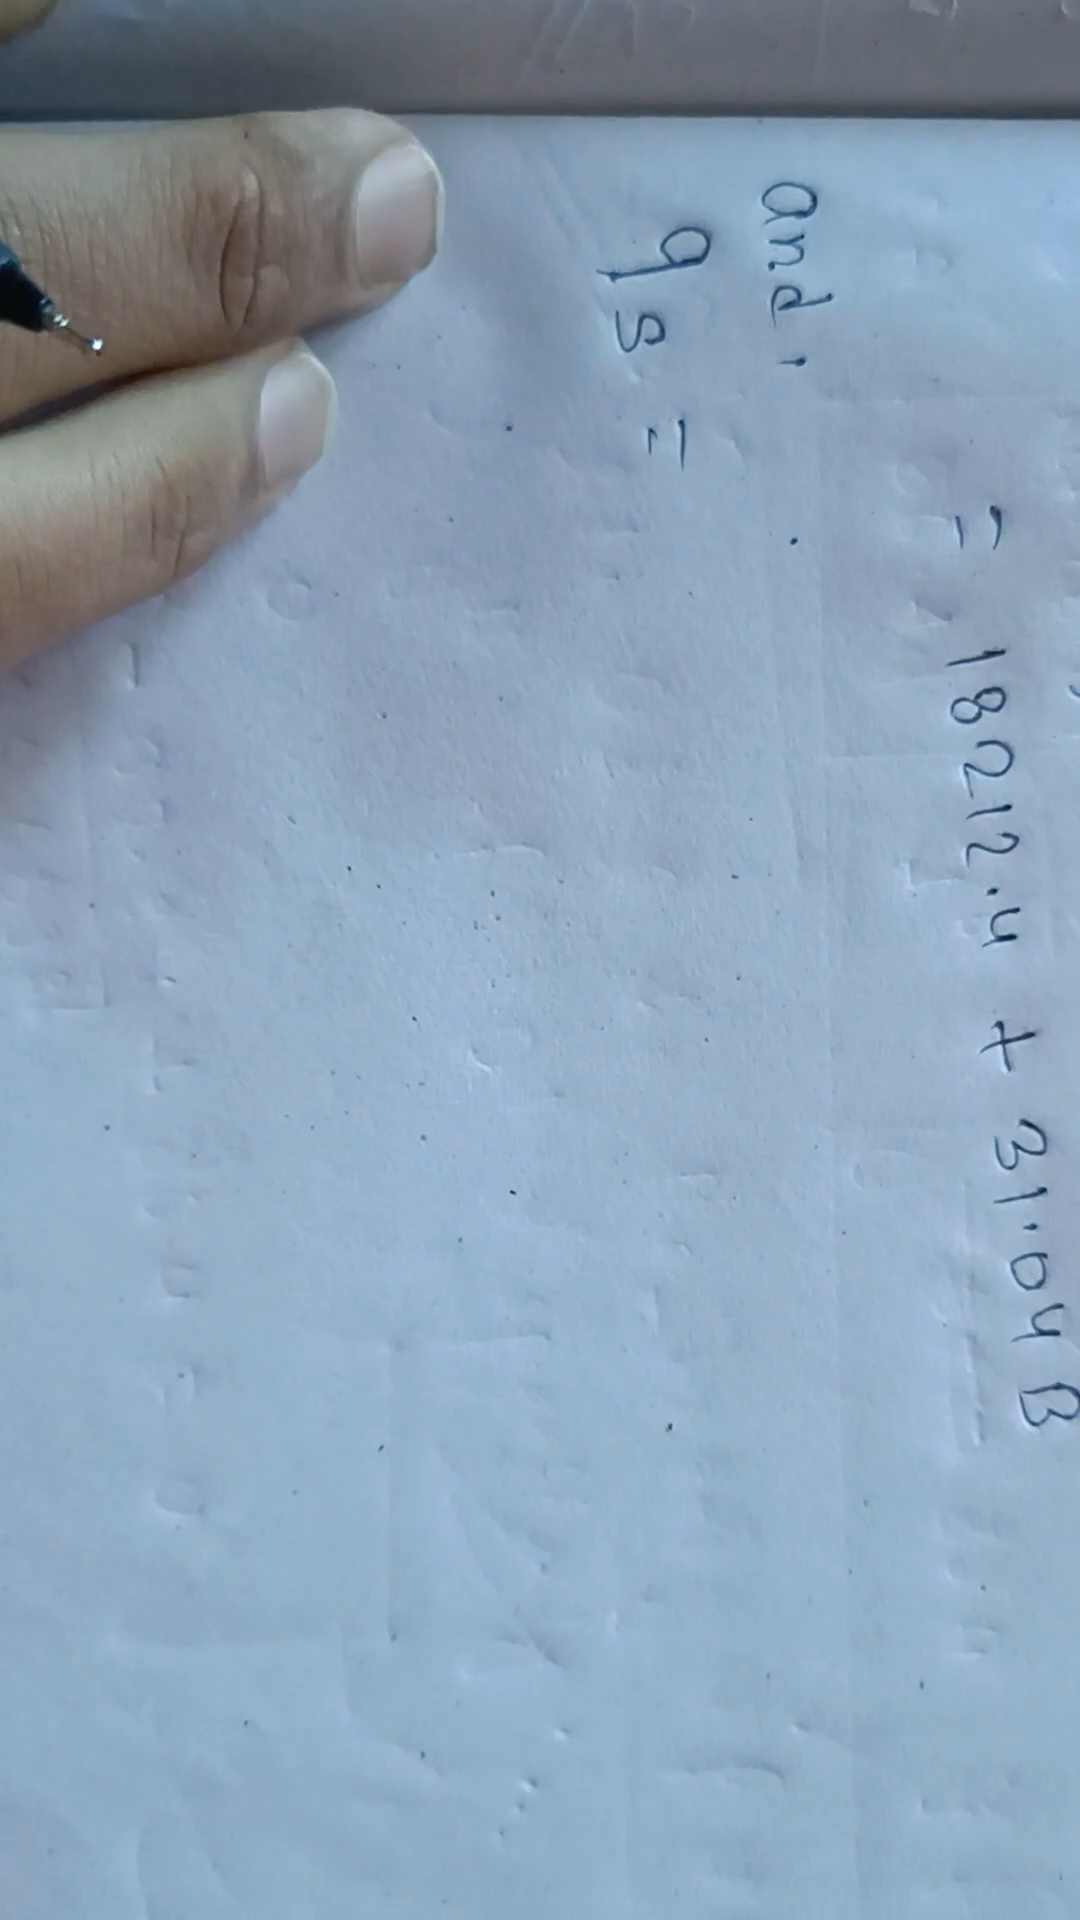 = 18212.4 + 31.04 B
and,
qs =